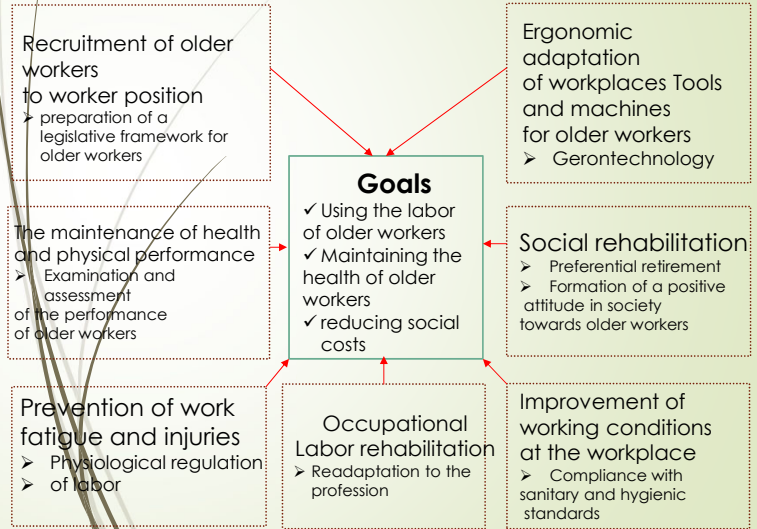 Recruitment of older
workers
to worker position
➢ preparation of a
legislative framework for
older workers
Ergonomic
adaptation
of workplaces Tools
and machines
for older workers
➢ Gerontechnology
Goals
✓ Using the labor
of older workers
✓ Maintaining the
health of older
workers
✓ reducing social
costs
The maintenance of health
and physical performance
➢ Examination and
assessment
of the performance
of older workers
Social rehabilitation
➢ Preferential retirement
➢ Formation of a positive
attitude in society
towards older workers
Prevention of work
fatigue and injuries
➢ Physiological regulation
➢ of labor
Occupational
Labor rehabilitation
➢ Readaptation to the
profession
Improvement of
working conditions
at the workplace
➢ Compliance with
sanitary and hygienic
standards